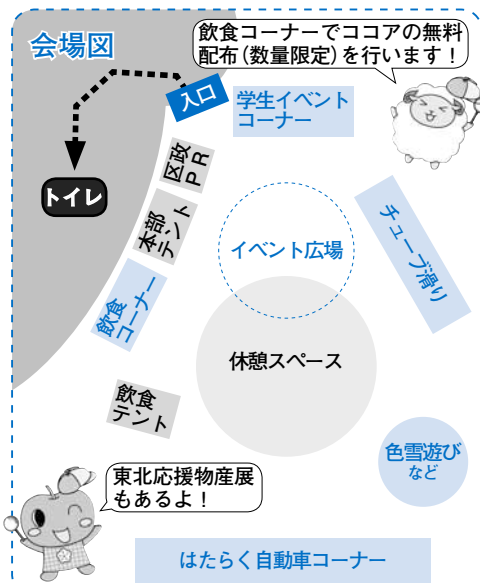 会場図
飲食コーナーでココアの無料
配布(数量限定)を行います!
入口
学生イベント
コーナー
区政
PR
トイレ
本部
テント
チューブ滑り
イベント広場
飲食
コーナー
休憩スペース
飲食
テント
色雪遊び
など
東北応援物産展
もあるよ!
はたらく自動車コーナー